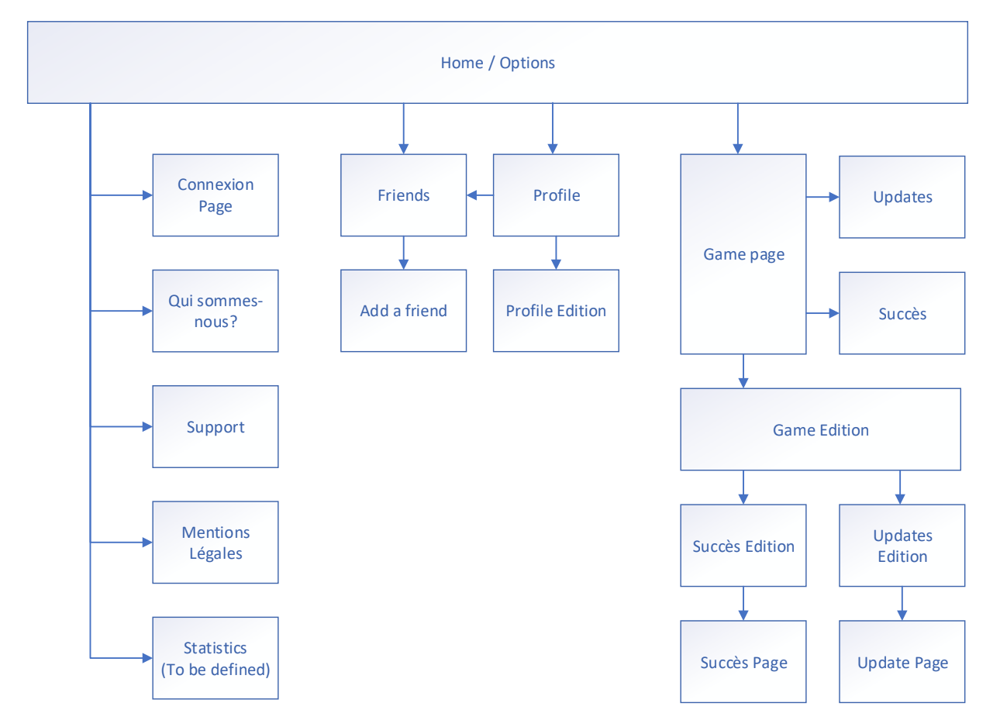 Home / Options
Connexion
Page
Friends
Profile
Game page
Updates
Qui sommes-
nous?
Add a friend
Profile Edition
Succès
Support
Game Edition
Mentions
Légales
Succès Edition
Updates
Edition
Statistics
(To be defined)
Succès Page
Update Page